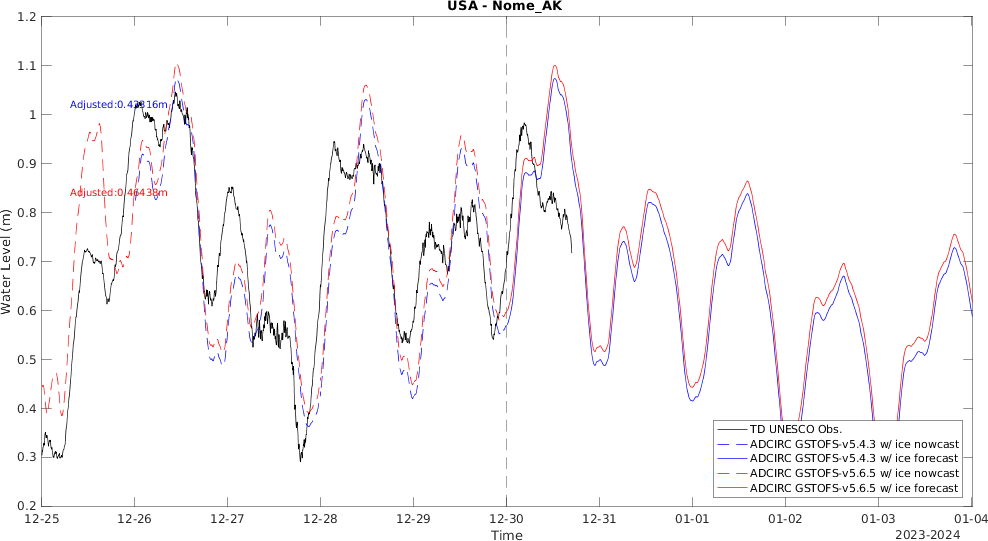 USA - Nome_AK
1.2
1.1
1
0.9
0.8
0.7
0.6
0.5
0.4
0.3
0.2
Water Level (m)
Adjusted:0.42316m
Adjusted:0.46438m
TD UNESCO Obs.
ADCIRC GSTOFS-v5.4.3 w/ ice nowcast
ADCIRC GSTOFS-v5.4.3 w/ ice forecast
ADCIRC GSTOFS-v5.6.5 w/ ice nowcast
ADCIRC GSTOFS-v5.6.5 w/ ice forecast
12-25 12-26 12-27 12-28 12-29 12-30 12-31 01-01 01-02 01-03 01-04
Time
2023-2024